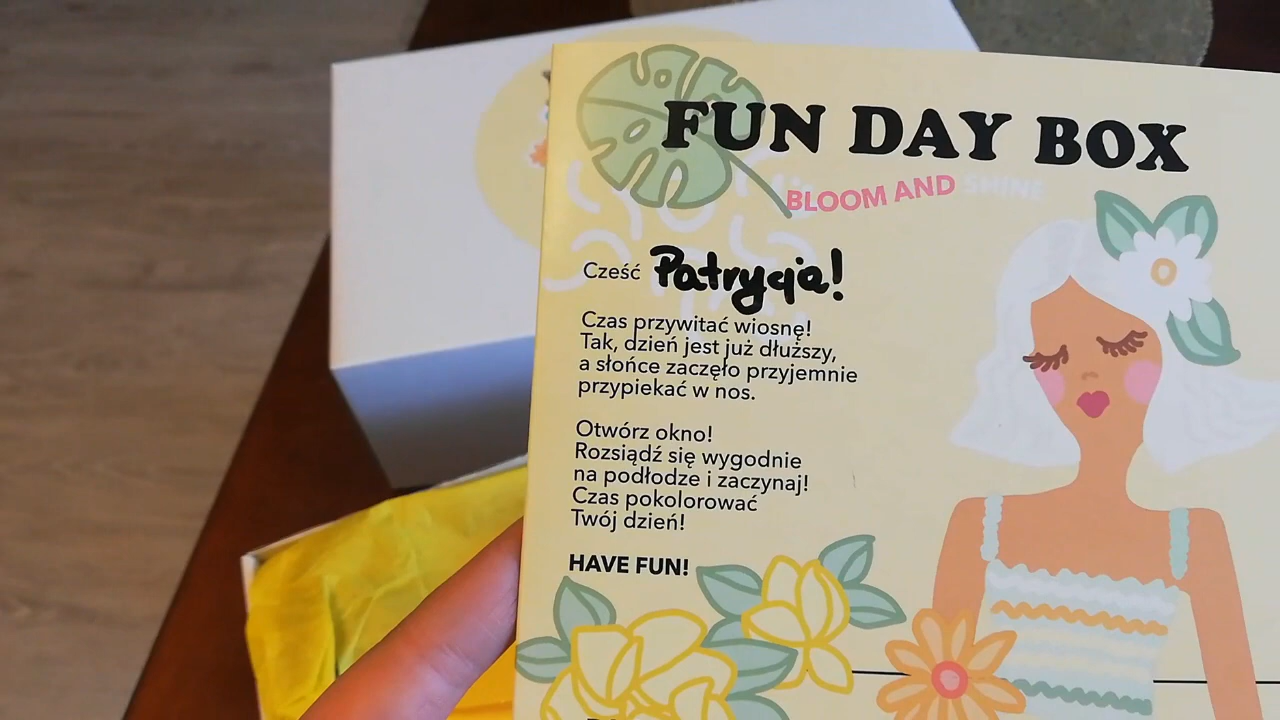 FUN DAY BOX
BLOOM AND SHINE
Cześć Patrycja!
Czas przywitać wiosnę!
Tak, dzień jest już dłuższy,
a słońce zaczęło przyjemnie
przypiekać w nos.
Otwórz okno!
Rozsiądź się wygodnie
na podłodze i zaczynaj!
Czas pokolorować
Twój dzień!
HAVE FUN!